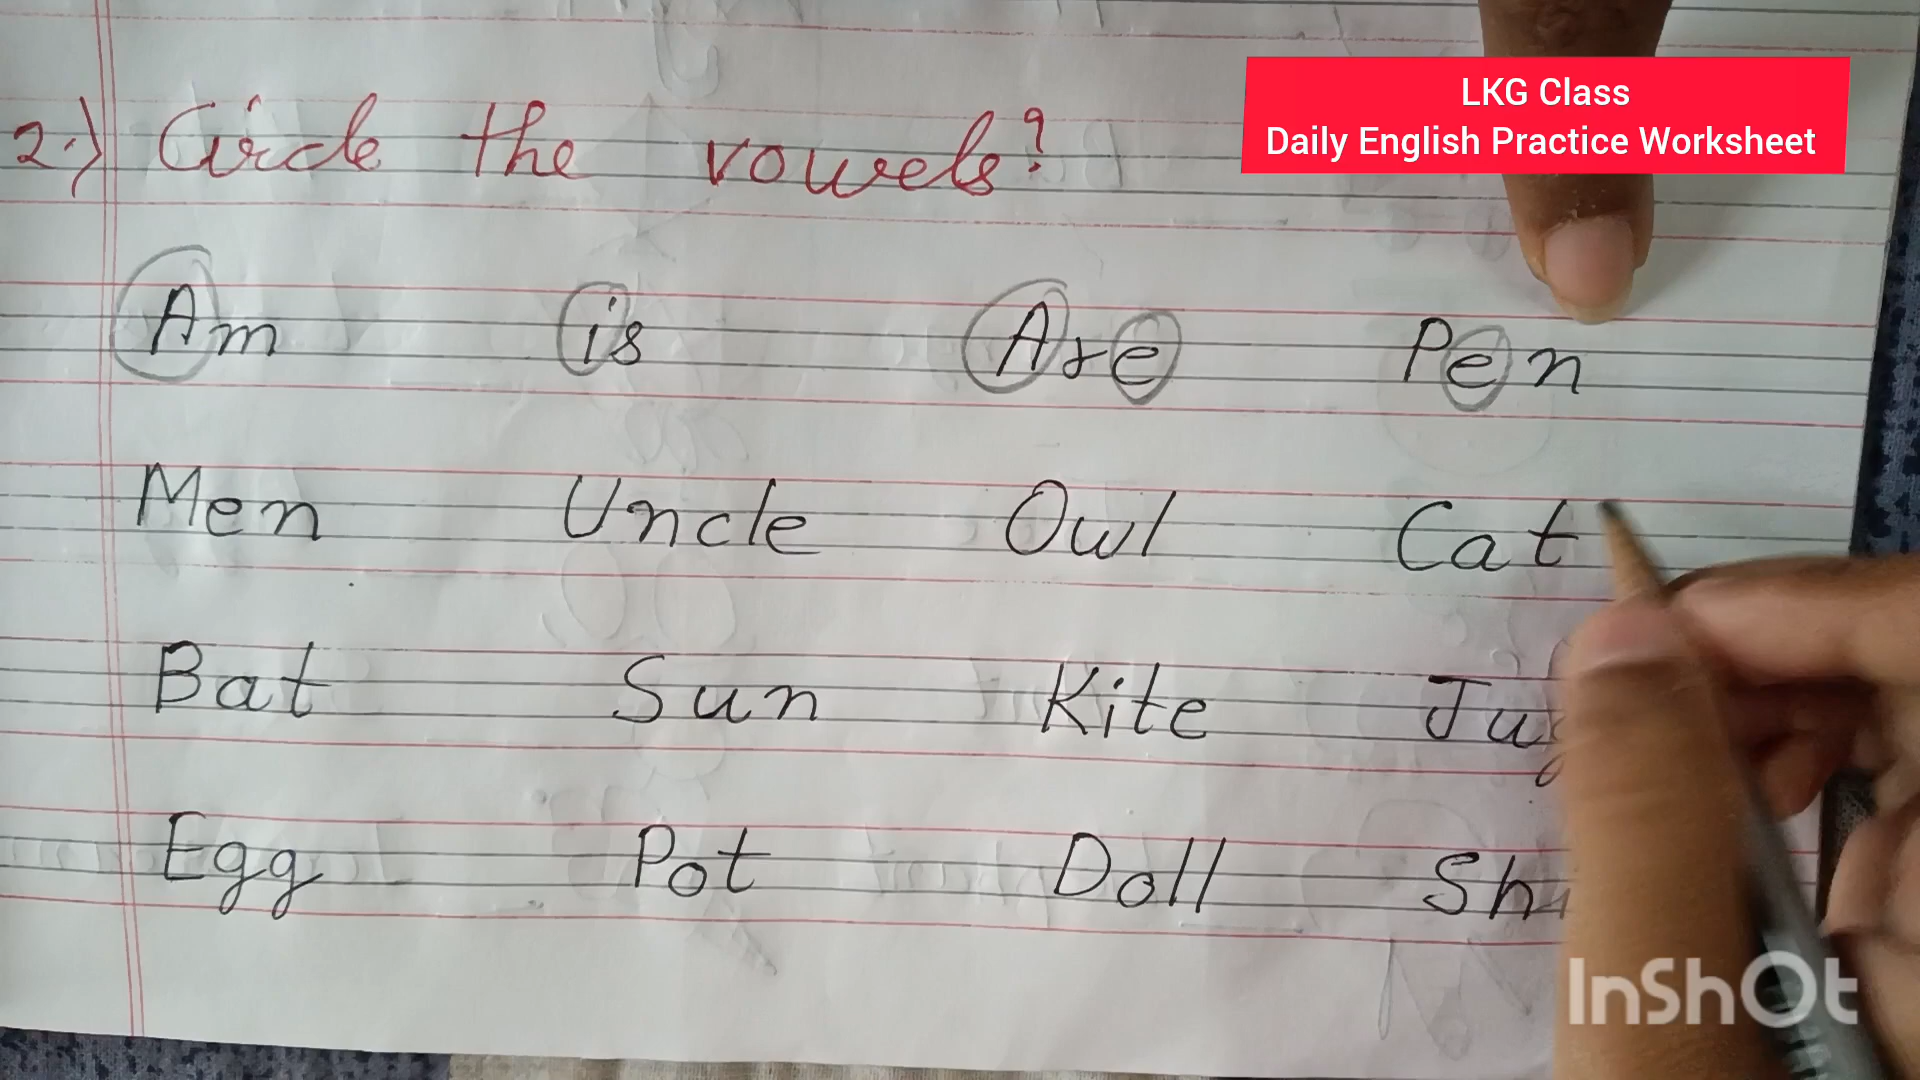 LKG Class
Daily English Practice Worksheet
2.) Circle the vowels?
Am is Are Pen
Men Uncle Owl Cat
Bat Sun Kite
Egg Pot Doll
InShOt